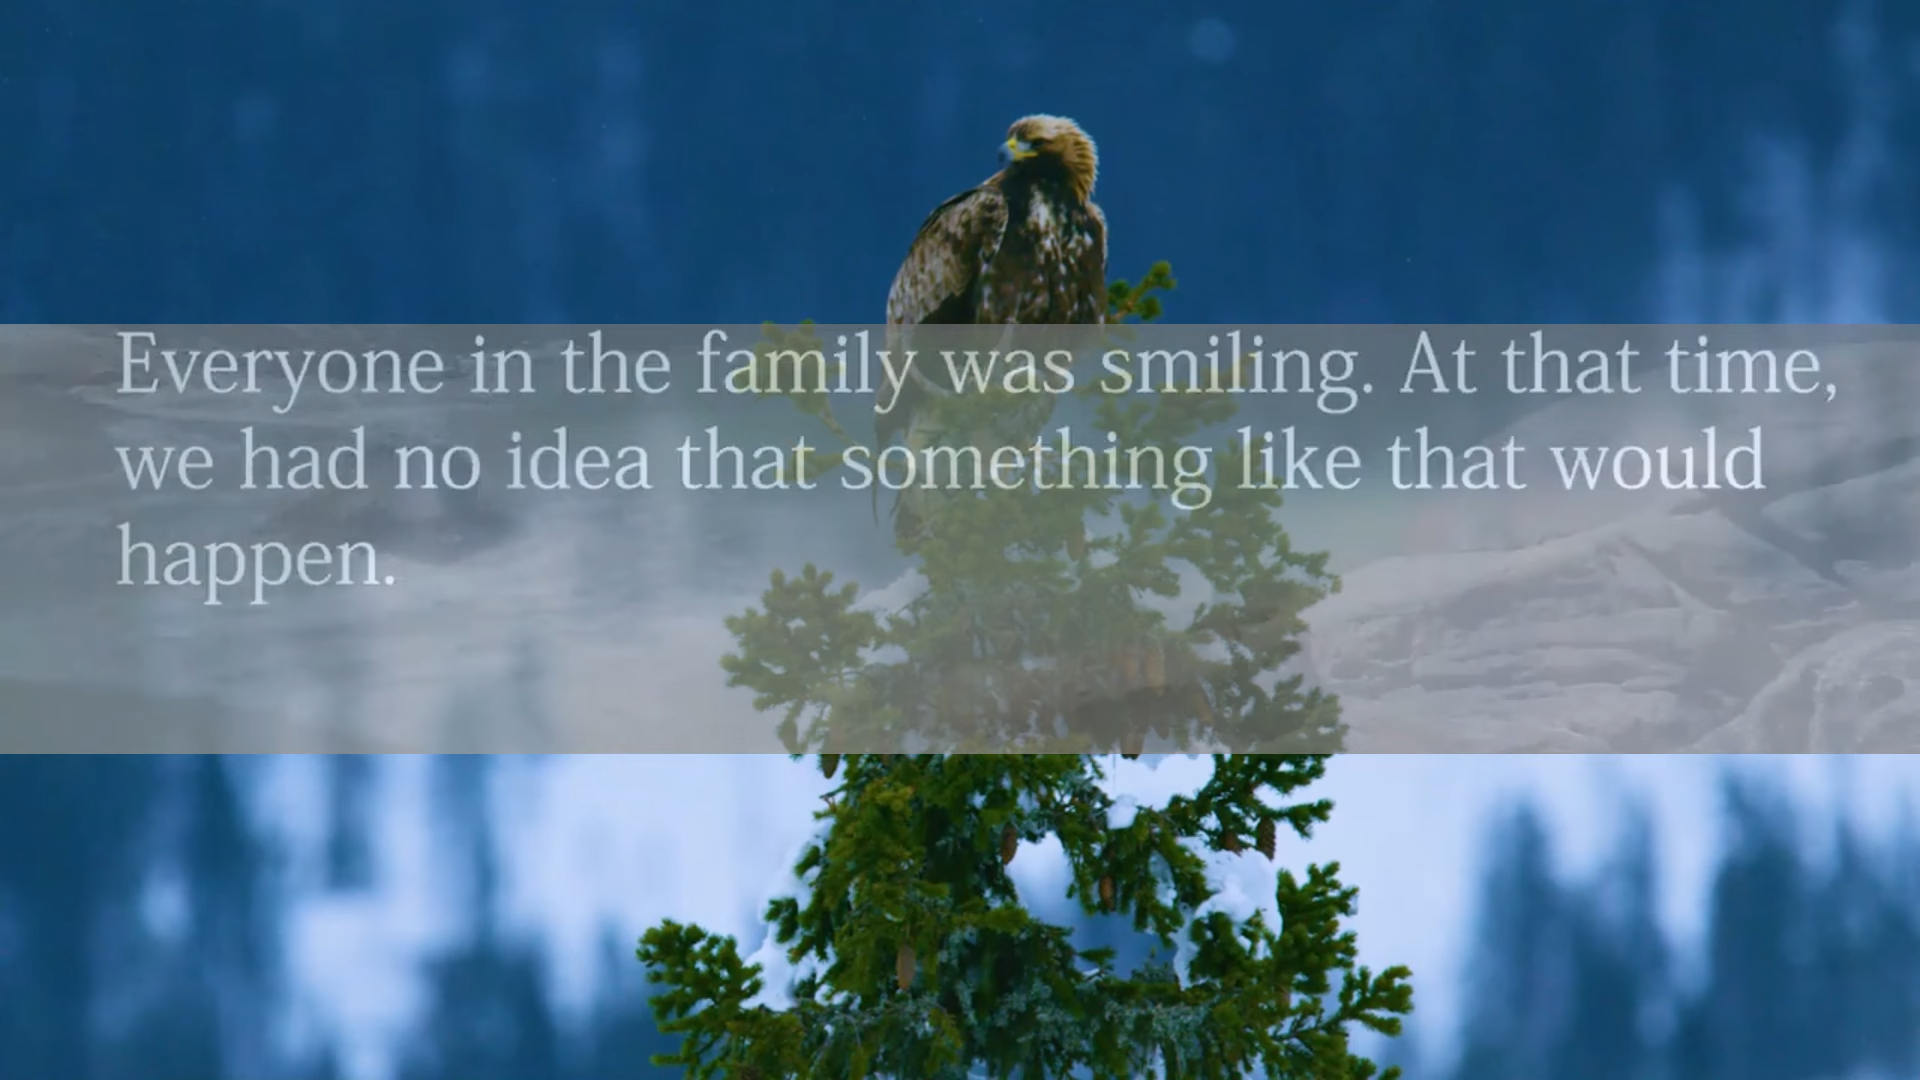 Everyone in the family was smiling. At that time,
we had no idea that something like that would
happen.